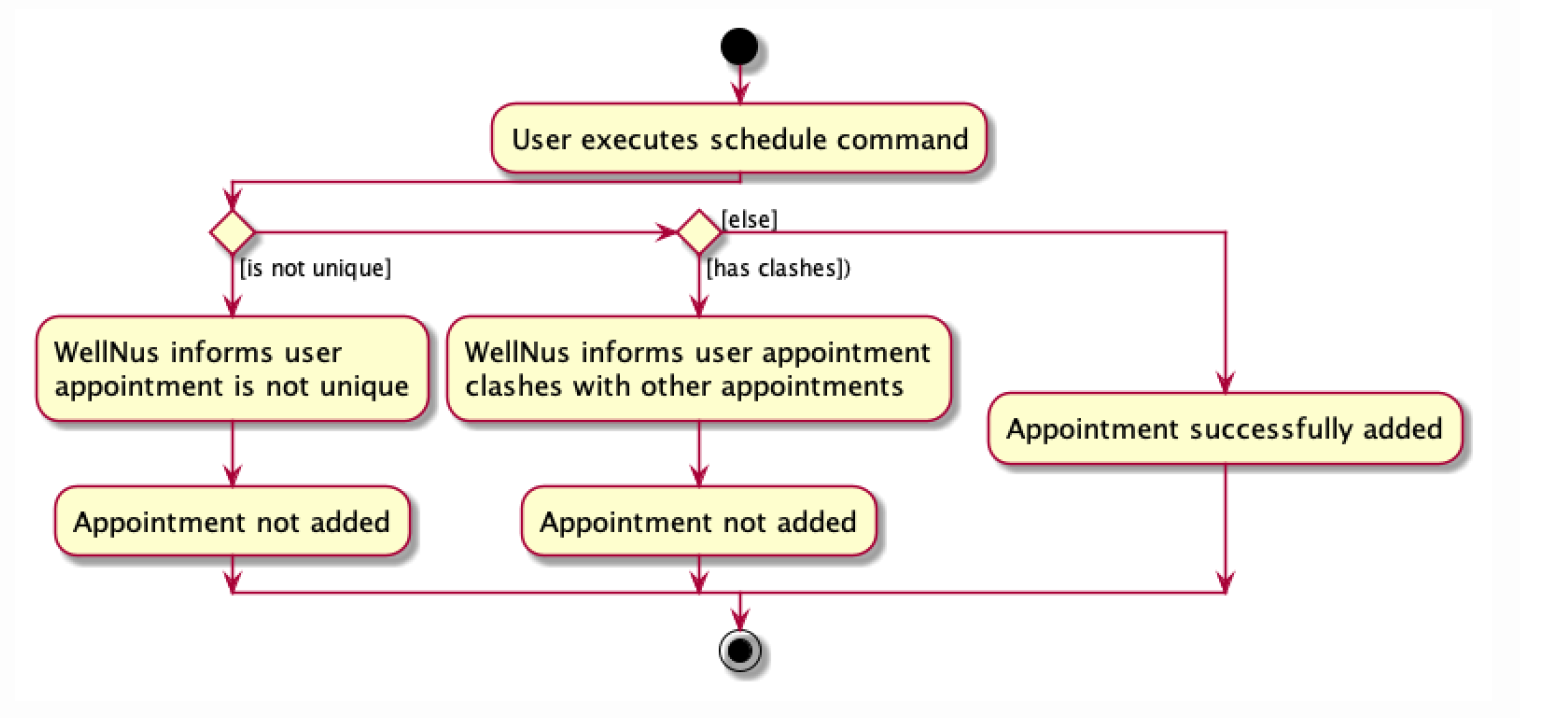 User executes schedule command
[else]
[is not unique]
[has clashes])
WellNus informs user
appointment is not unique
WellNus informs user appointment
clashes with other appointments
Appointment successfully added
Appointment not added
Appointment not added